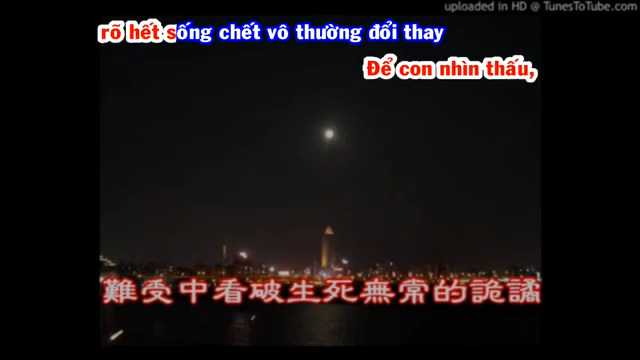 uploaded in HD @ TunesToTube.com
rõ hết sống chết vô thường đổi thay
Để con nhìn thấu,
難受中看破生死無常的詭譎